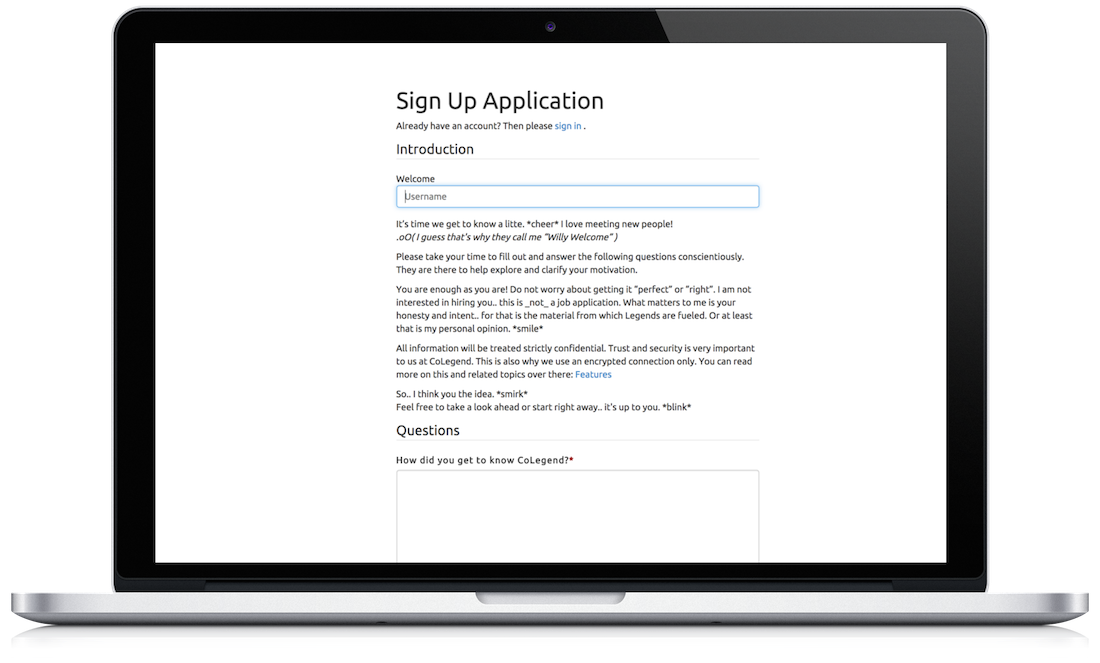 Sign Up Application
Already have an account? Then please sign in .
Introduction
Welcome
Username
It's time we get to know a litte. *cheer* I love meeting new people!
.oO( I guess that's why they call me "Willy Welcome" )
Please take your time to fill out and answer the following questions conscientiously.
They are there to help explore and clarify your motivation.
You are enough as you are! Do not worry about getting it "perfect" or "right". I am not
interested in hiring you.. this is _not_ a job application. What matters to me is your
honesty and intent.. for that is the material from which Legends are fueled. Or at least
that is my personal opinion. *smile*
All information will be treated strictly confidential. Trust and security is very important
to us at CoLegend. This is also why we use an encrypted connection only. You can read
more on this and related topics over there: Features
So.. I think you the idea. *smirk*
Feel free to take a look ahead or start right away.. it's up to you. *blink*
Questions
How did you get to know CoLegend?*